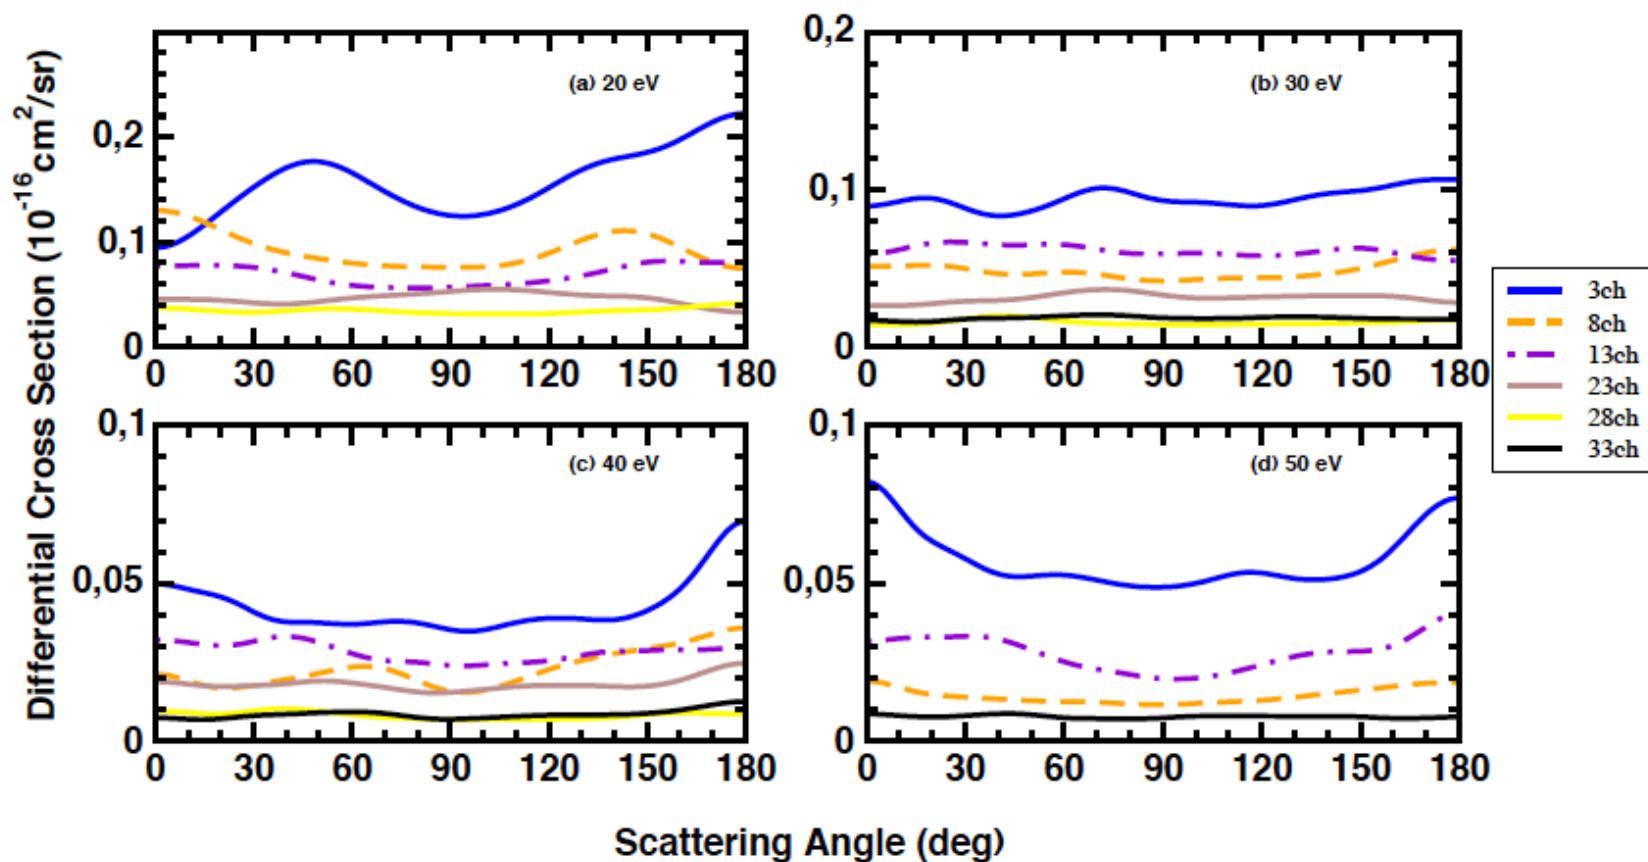 Differential Cross Section (10⁻¹⁶cm²/sr)
(a) 20 eV
0,2
0,1
0
0 30 60 90 120 150 180
(b) 30 eV
0,2
0,1
0
0 30 60 90 120 150 180
(c) 40 eV
0,1
0,05
0
0 30 60 90 120 150 180
(d) 50 eV
0,1
0,05
0
0 30 60 90 120 150 180
Scattering Angle (deg)
3ch
8ch
13ch
23ch
28ch
33ch